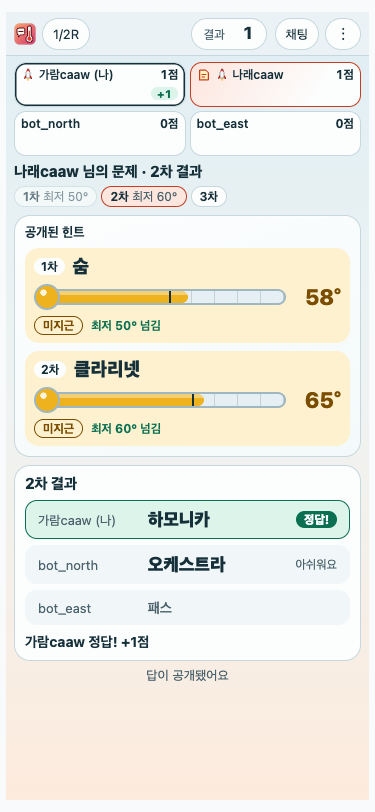 1/2R 결과 1 채팅
가람caaw (나) 1점 나래caaw 1점
+1
bot_north 0점 bot_east 0점
나래caaw 님의 문제 · 2차 결과
1차 최저 50° 2차 최저 60° 3차
공개된 힌트
1차 숨
58°
미지근 최저 50° 넘김
2차 클라리넷
65°
미지근 최저 60° 넘김
2차 결과
가람caaw (나) 하모니카 정답!
bot_north 오케스트라 아쉬워요
bot_east 패스
가람caaw 정답! +1점
답이 공개됐어요